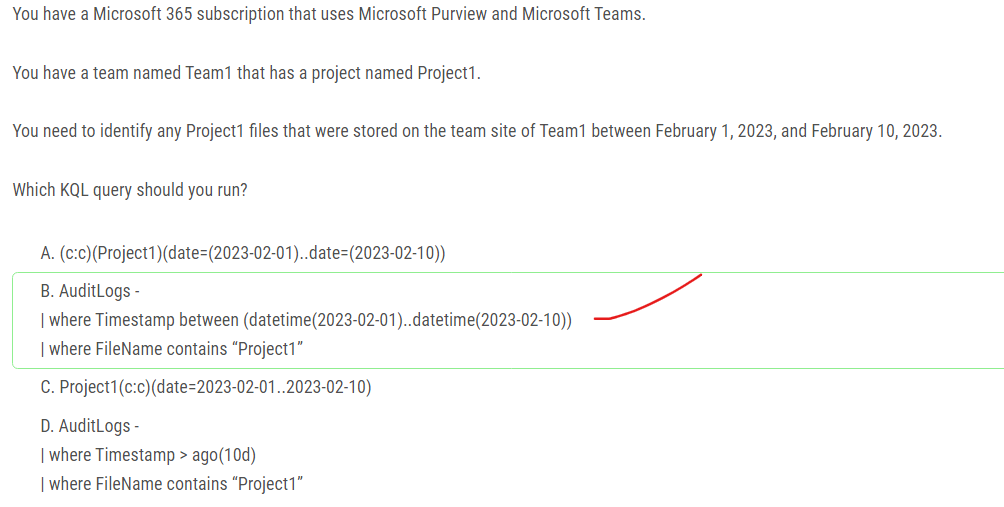 You have a Microsoft 365 subscription that uses Microsoft Purview and Microsoft Teams.
You have a team named Team1 that has a project named Project1.
You need to identify any Project1 files that were stored on the team site of Team1 between February 1, 2023, and February 10, 2023.
Which KQL query should you run?
A. (c:c)(Project1)(date=(2023-02-01)..date=(2023-02-10))
B. AuditLogs -
| where Timestamp between (datetime(2023-02-01)..datetime(2023-02-10))
| where FileName contains “Project1”
C. Project1(c:c)(date=2023-02-01..2023-02-10)
D. AuditLogs -
| where Timestamp > ago(10d)
| where FileName contains “Project1”